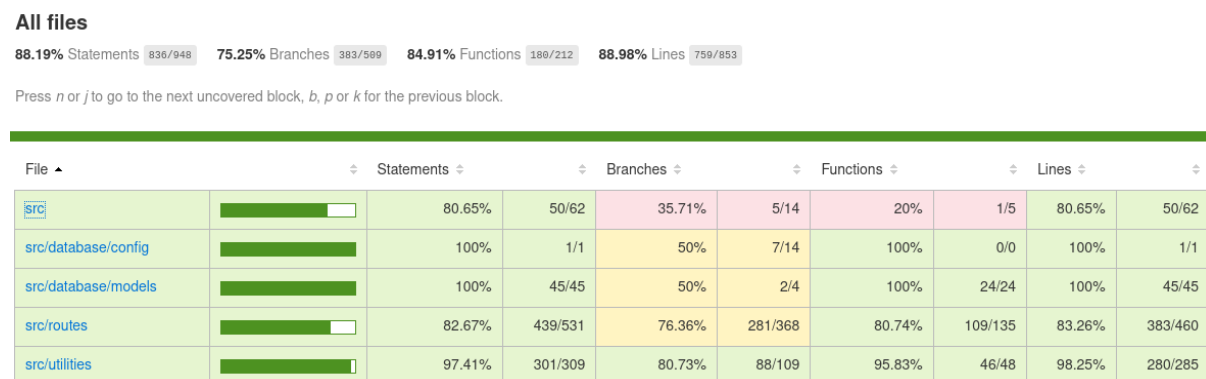 All files
88.19% Statements 836/948 75.25% Branches 383/509 84.91% Functions 180/212 88.98% Lines 759/853
Press n or j to go to the next uncovered block, b, p or k for the previous block.
File Statements Branches Functions Lines
src 80.65% 50/62 35.71% 5/14 20% 1/5 80.65% 50/62
src/database/config 100% 1/1 50% 7/14 100% 0/0 100% 1/1
src/database/models 100% 45/45 50% 2/4 100% 24/24 100% 45/45
src/routes 82.67% 439/531 76.36% 281/368 80.74% 109/135 83.26% 383/460
src/utilities 97.41% 301/309 80.73% 88/109 95.83% 46/48 98.25% 280/285